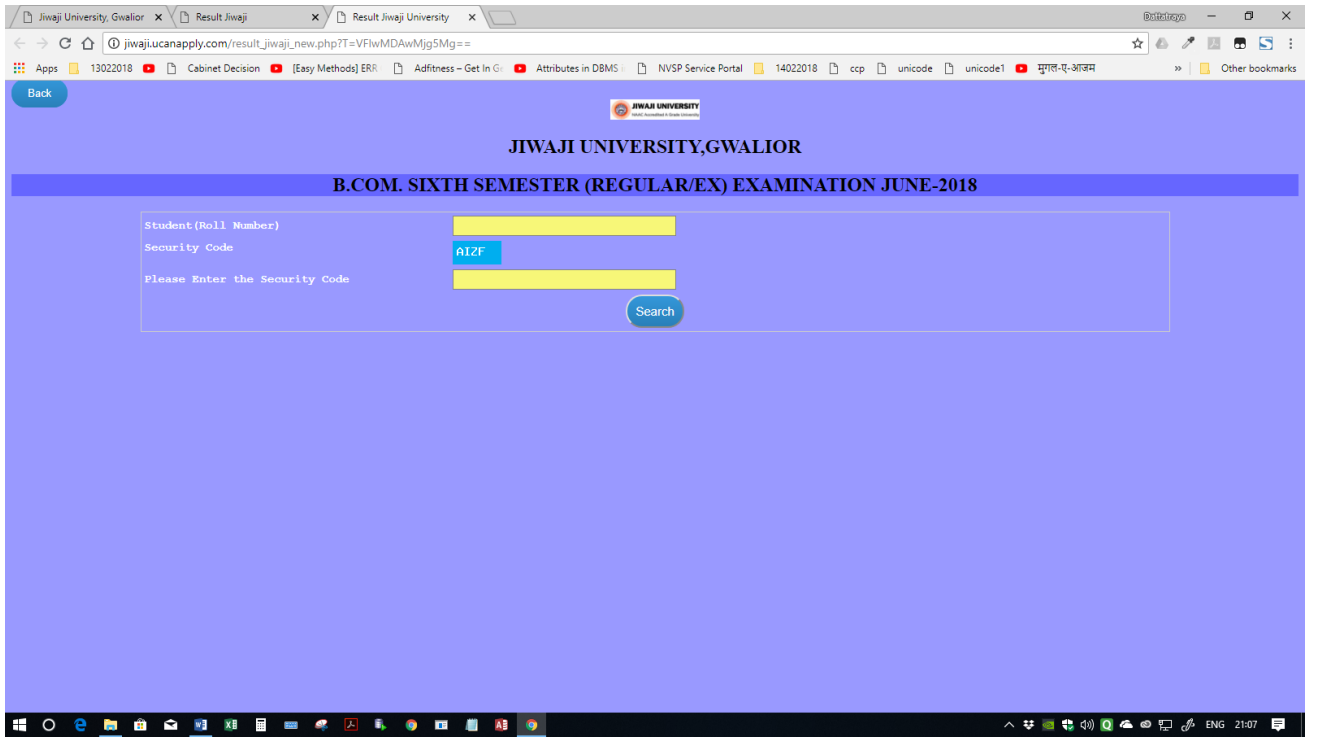 Jiwaji University, Gwalior
Result Jiwaji
Result Jiwaji University
Dattatraya
jiwaji.ucanapply.com/result_jiwaji_new.php?T=VFIwMDAwMjg5Mg==
Apps 13022018 Cabinet Decision [Easy Methods] ERR Adfitness – Get In G Attributes in DBMS NVSP Service Portal 14022018 ccp unicode unicode1 मुगल-ए-आजम » Other bookmarks
Back
JIWAJI UNIVERSITY
JIWAJI UNIVERSITY,GWALIOR
B.COM. SIXTH SEMESTER (REGULAR/EX) EXAMINATION JUNE-2018
Student(Roll Number)
Security Code AIZF
Please Enter the Security Code
Search
ENG 21:07